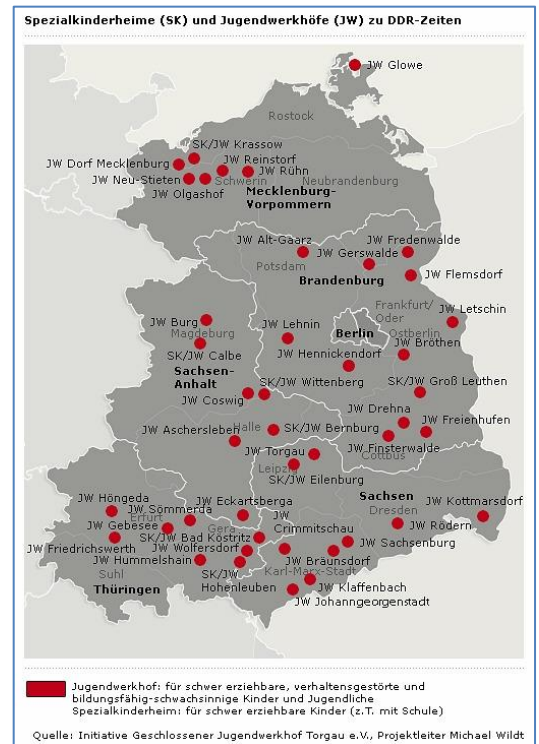 Spezialkinderheime (SK) und Jugendwerkhöfe (JW) zu DDR-Zeiten
JW Glowe
Rostock
SK/JW Krassow
JW Dorf Mecklenburg
JW Reinstorf
JW Neu-Stieten
JW Rühn
Schwerin
Neubrandenburg
JW Olgashof
Mecklenburg-
Vorpommern
JW Alt-Gaarz
JW Fredenwalde
JW Gerswalde
Potsdam
Brandenburg
JW Flemsdorf
Frankfurt/
Oder
JW Letschin
JW Burg
Magdeburg
JW Lehnin
Berlin
Ostberlin
JW Bröthen
SK/JW Calbe
JW Hennickendorf
Sachsen-
Anhalt
SK/JW Wittenberg
SK/JW Groß Leuthen
JW Coswig
JW Drehna
JW Aschersleben
Halle
SK/JW Bernburg
JW Freienhufen
JW Finsterwalde
Cottbus
JW Torgau
Leipzig
SK/JW Eilenburg
Sachsen
JW Höngeda
JW Sömmerda
JW Eckartsberga
JW Kottmarsdorf
Dresden
JW Gebesee
Erfurt
Gera
JW
Crimmitschau
JW Rödern
SK/JW Bad Köstritz
JW Friedrichswerth
JW Wolfersdorf
JW Sachsenburg
JW Hummelshain
JW Bräunsdorf
Suhl
SK/JW
Hohenleuben
Karl-Marx-Stadt
Thüringen
JW Klaffenbach
JW Johanngeorgenstadt
Jugendwerkhof: für schwer erziehbare, verhaltensgestörte und
bildungsfähig-schwachsinnige Kinder und Jugendliche
Spezialkinderheim: für schwer erziehbare Kinder (z.T. mit Schule)
Quelle: Initiative Geschlossener Jugendwerkhof Torgau e.V., Projektleiter Michael Wildt